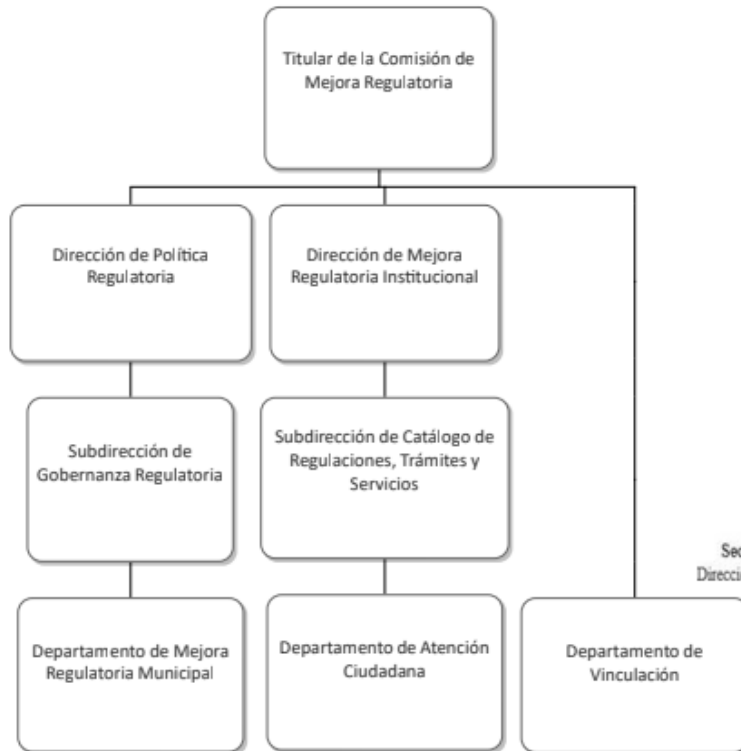 Titular de la Comisión de
Mejora Regulatoria
Dirección de Política
Regulatoria
Dirección de Mejora
Regulatoria Institucional
Subdirección de
Gobernanza Regulatoria
Subdirección de Catálogo de
Regulaciones, Trámites y
Servicios
Departamento de Mejora
Regulatoria Municipal
Departamento de Atención
Ciudadana
Departamento de
Vinculación